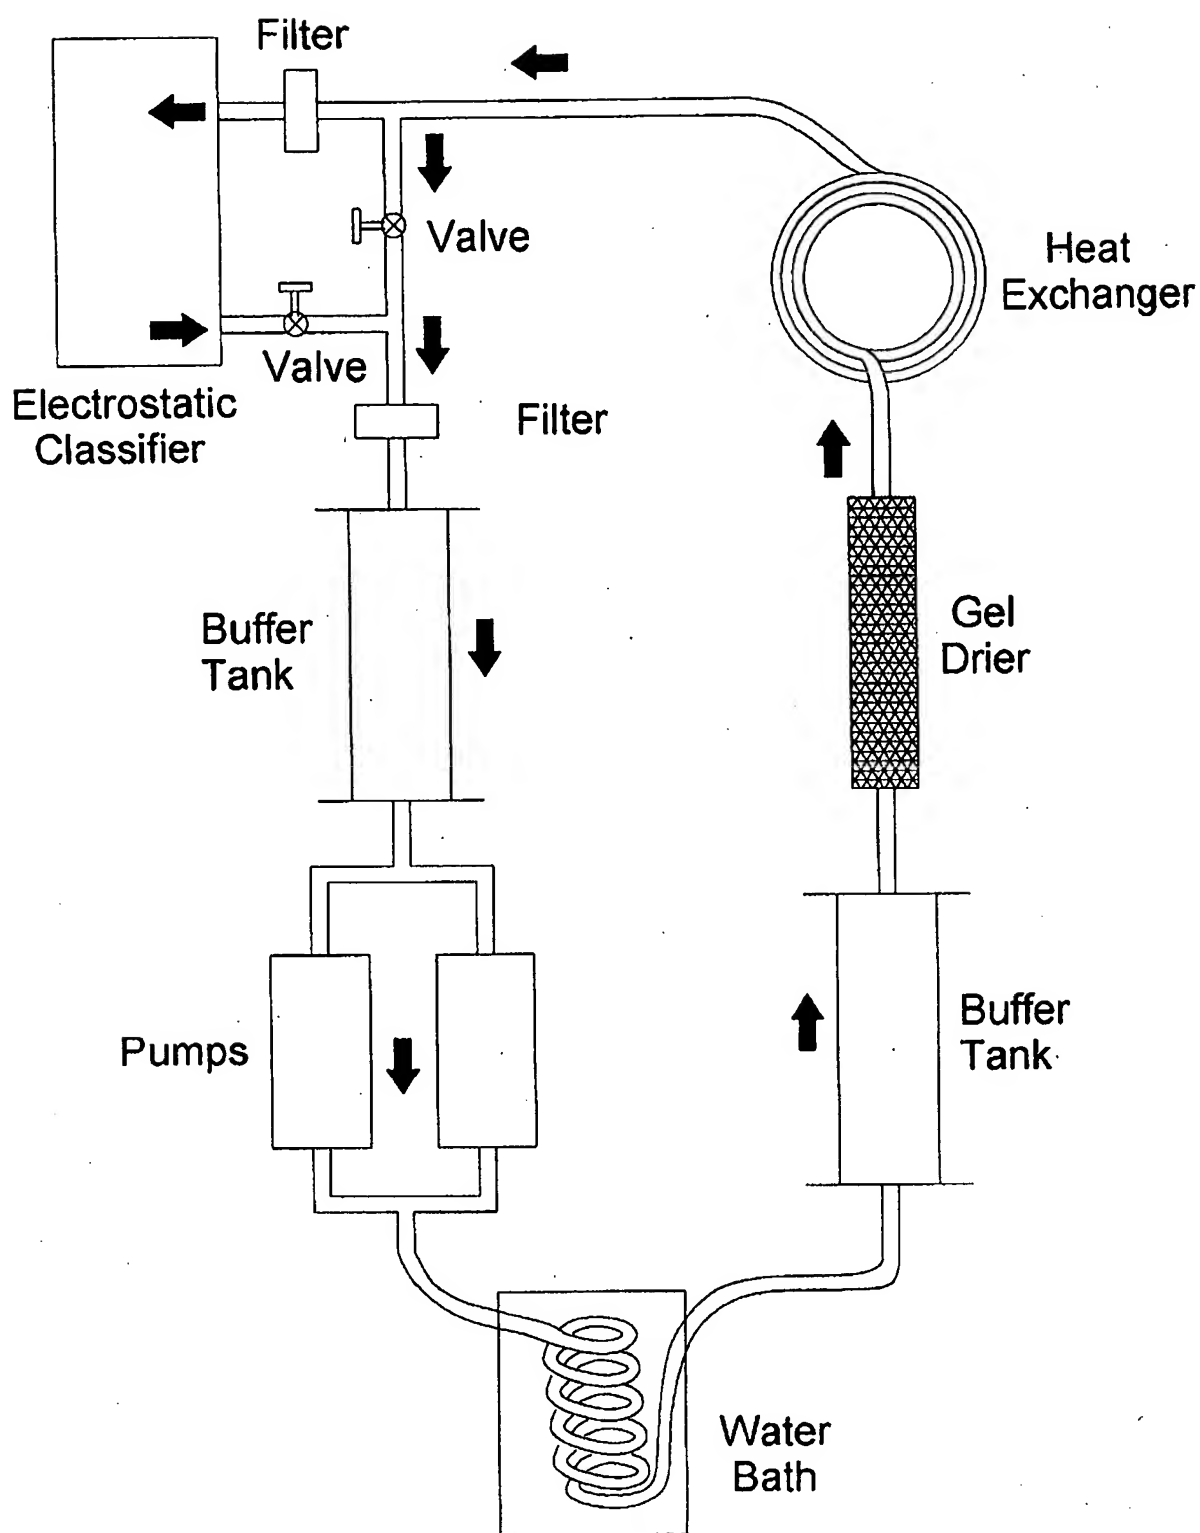 Filter
Valve
Heat
Exchanger
Valve
Electrostatic
Classifier
Filter
Buffer
Tank
Gel
Drier
Pumps
Buffer
Tank
Water
Bath